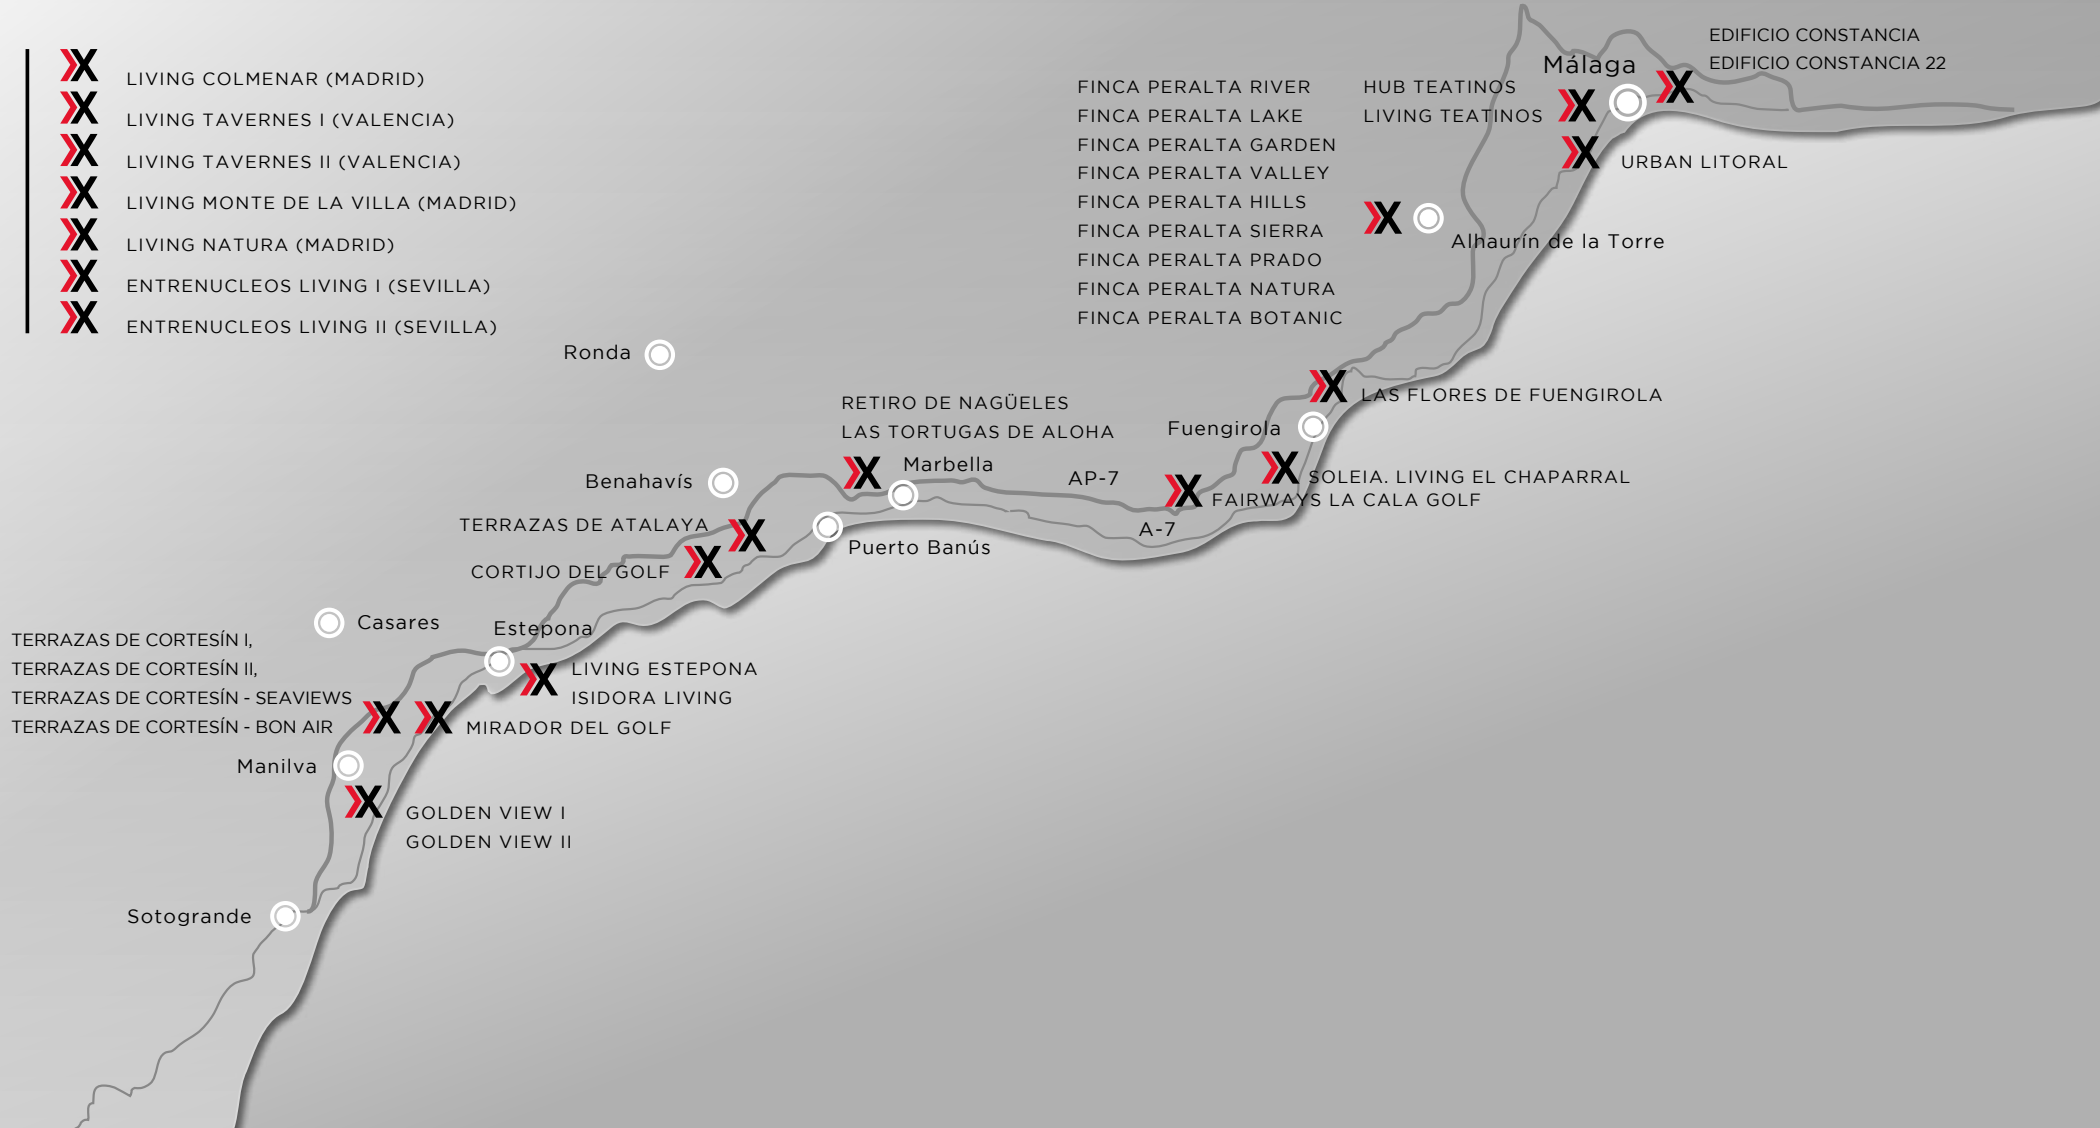 LIVING COLMENAR (MADRID)
LIVING TAVERNES I (VALENCIA)
LIVING TAVERNES II (VALENCIA)
LIVING MONTE DE LA VILLA (MADRID)
LIVING NATURA (MADRID)
ENTRENUCLEOS LIVING I (SEVILLA)
ENTRENUCLEOS LIVING II (SEVILLA)
EDIFICIO CONSTANCIA
EDIFICIO CONSTANCIA 22
Málaga
HUB TEATINOS
LIVING TEATINOS
URBAN LITORAL
FINCA PERALTA RIVER
FINCA PERALTA LAKE
FINCA PERALTA GARDEN
FINCA PERALTA VALLEY
FINCA PERALTA HILLS
FINCA PERALTA SIERRA
FINCA PERALTA PRADO
FINCA PERALTA NATURA
FINCA PERALTA BOTANIC
Alhaurín de la Torre
Ronda
RETIRO DE NAGÜELES
LAS TORTUGAS DE ALOHA
Marbella
LAS FLORES DE FUENGIROLA
Fuengirola
SOLEIA. LIVING EL CHAPARRAL
FAIRWAYS LA CALA GOLF
AP-7
A-7
Benahavís
TERRAZAS DE ATALAYA
Puerto Banús
CORTIJO DEL GOLF
Casares
Estepona
TERRAZAS DE CORTESÍN I,
TERRAZAS DE CORTESÍN II,
TERRAZAS DE CORTESÍN - SEAVIEWS
TERRAZAS DE CORTESÍN - BON AIR
LIVING ESTEPONA
ISIDORA LIVING
MIRADOR DEL GOLF
Manilva
GOLDEN VIEW I
GOLDEN VIEW II
Sotogrande